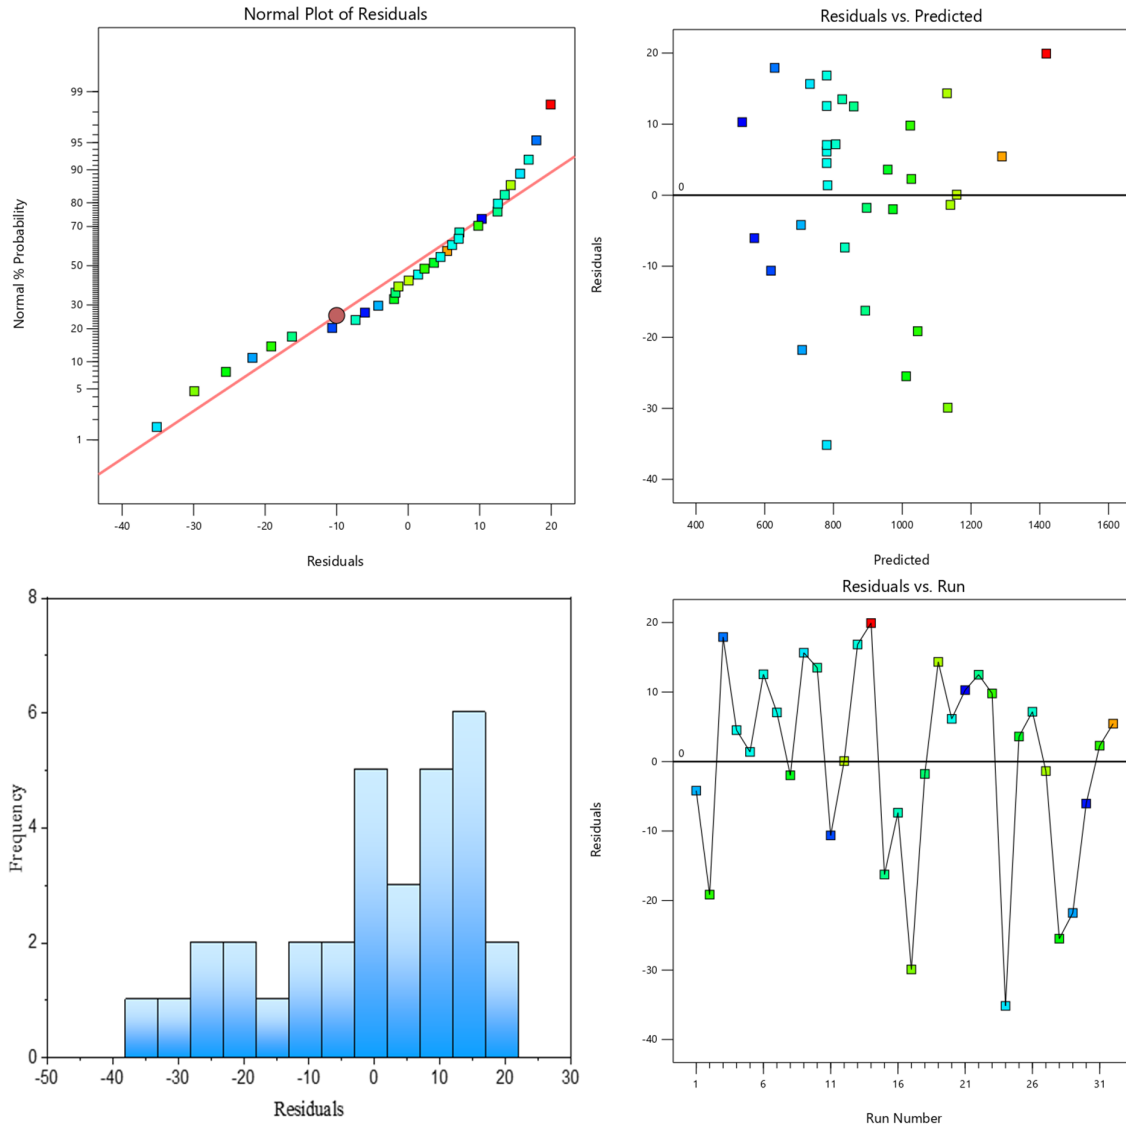 Normal Plot of Residuals
Normal % Probability
99
95
90
80
70
50
30
20
10
5
1
-40 -30 -20 -10 0 10 20
Residuals
Residuals vs. Predicted
Residuals
20
10
0
0
-10
-20
-30
-40
400 600 800 1000 1200 1400 1600
Predicted
Frequency
8
6
4
2
0
-50 -40 -30 -20 -10 0 10 20 30
Residuals
Residuals vs. Run
Residuals
20
10
0
0
-10
-20
-30
-40
1 6 11 16 21 26 31
Run Number